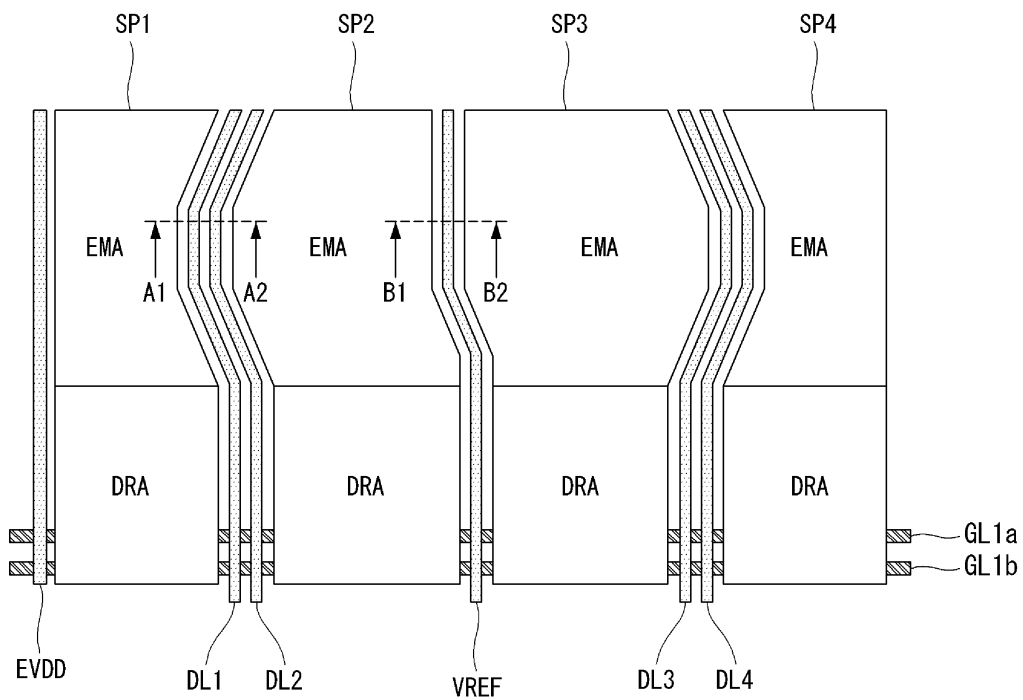 SP1 SP2 SP3 SP4
EMA EMA EMA EMA
A1 A2 B1 B2
DRA DRA DRA DRA
GL1a
GL1b
EVDD DL1 DL2 VREF DL3 DL4